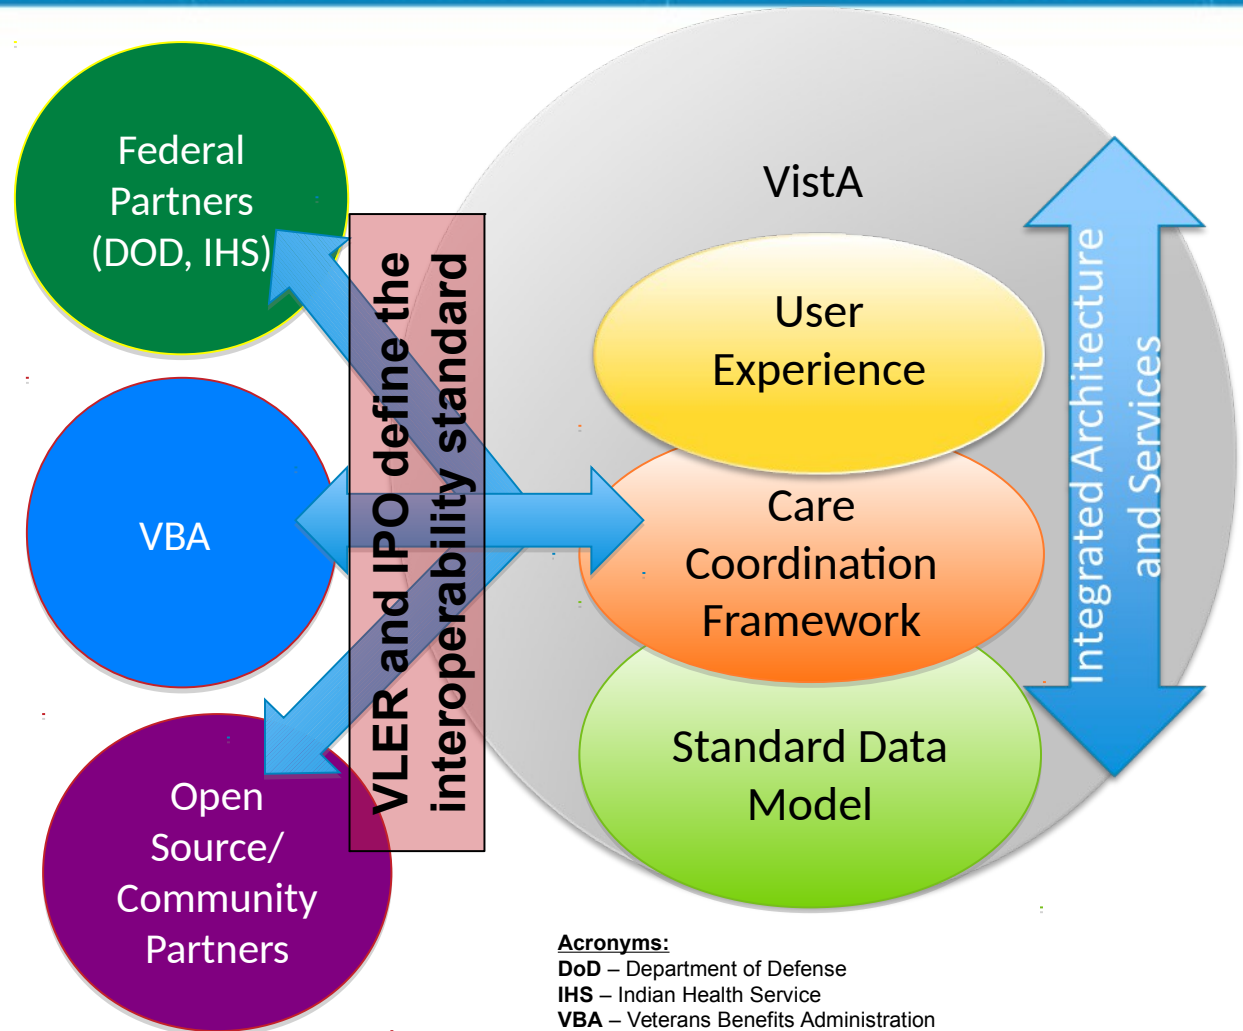 Federal
Partners
(DOD, IHS)
VBA
Open
Source/
Community
Partners
VLER and IPO define the
interoperability standard
VistA
User
Experience
Care
Coordination
Framework
Standard Data
Model
Integrated Architecture
and Services
Acronyms:
DoD – Department of Defense
IHS – Indian Health Service
VBA – Veterans Benefits Administration